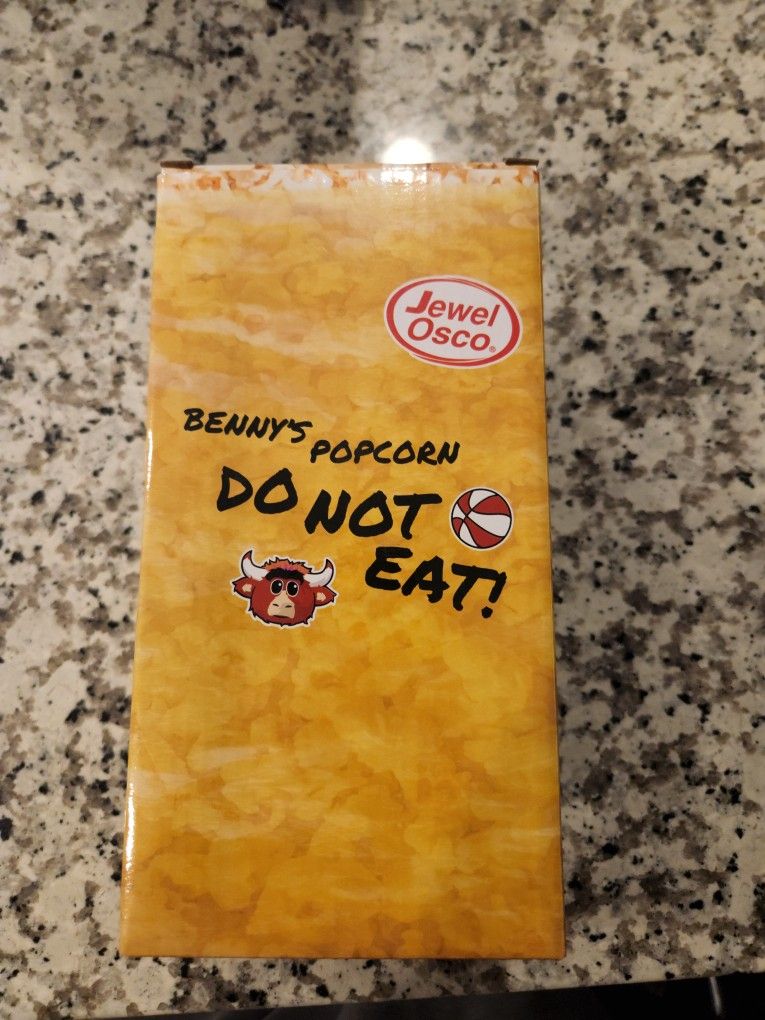 Jewel
Osco®
BENNY'S
POPCORN
DO NOT
EAT!